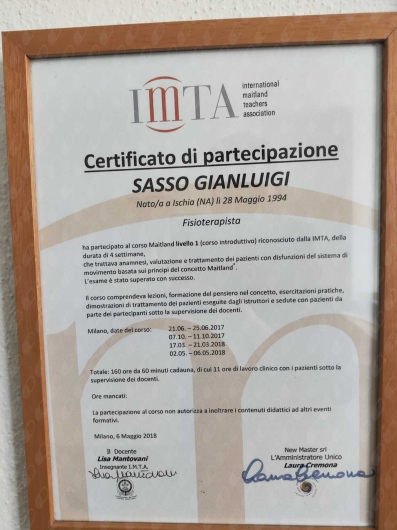 IMTA
international
maitland
teachers
association
Certificato di partecipazione
SASSO GIANLUIGI
Nato/a a Ischia (NA) lì 28 Maggio 1994
Fisioterapista
ha partecipato al corso Maitland livello 1 (corso introduttivo) riconosciuto dalla IMTA, della
durata di 4 settimane,
che trattava anamnesi, valutazione e trattamento dei pazienti con disfunzioni del sistema di
movimento basata sui principi del concetto Maitland®.
L'esame è stato superato con successo.
Il corso comprendeva lezioni, formazione del pensiero nel concetto, esercitazioni pratiche,
dimostrazioni di trattamento dei pazienti eseguite dagli istruttori e sedute con pazienti da
parte dei partecipanti sotto la supervisione dei docenti.
Milano, date del corso: 21.06. – 25.06.2017
07.10. – 11.10.2017
17.03. – 21.03.2018
02.05. – 06.05.2018
Totale: 160 ore da 60 minuti cadauna, di cui 11 ore di lavoro clinico con i pazienti sotto la
supervisione dei docenti.
Ore mancati:
La partecipazione al corso non autorizza a inoltrare i contenuti didattici ad altri eventi
formativi.
Milano, 6 Maggio 2018
Il Docente
Lisa Mantovani
Insegnante I.M.T.A.
New Master srl
L'Amministratore Unico
Laura Cremona